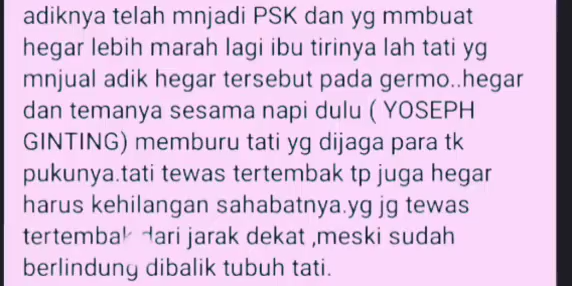 adiknya telah mnjadi PSK dan yg mmbuat
hegar lebih marah lagi ibu tirinya lah tati yg
mnjual adik hegar tersebut pada germo..hegar
dan temanya sesama napi dulu ( YOSEPH
GINTING) memburu tati yg dijaga para tk
pukunya.tati tewas tertembak tp juga hegar
harus kehilangan sahabatnya.yg jg tewas
tertembak dari jarak dekat ,meski sudah
berlindung dibalik tubuh tati.